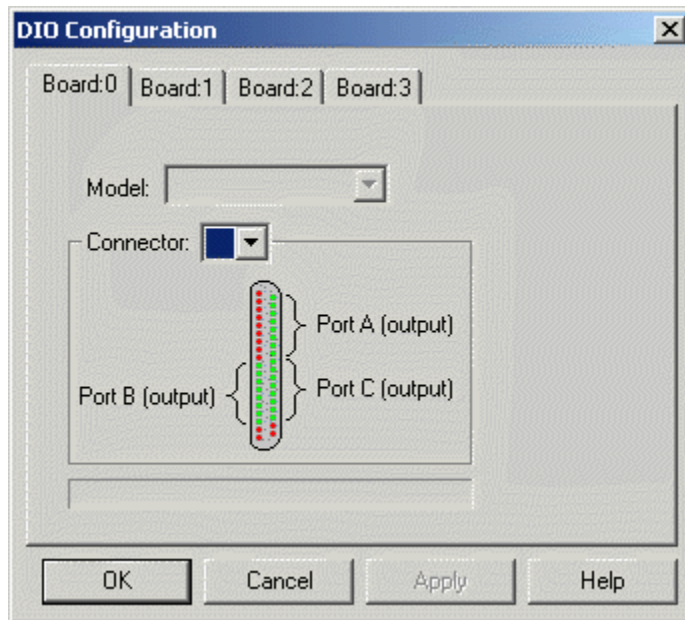 DIO Configuration
Board:0 Board:1 Board:2 Board:3
Model:
Connector:
Port A (output)
Port B (output) Port C (output)
OK Cancel Apply Help